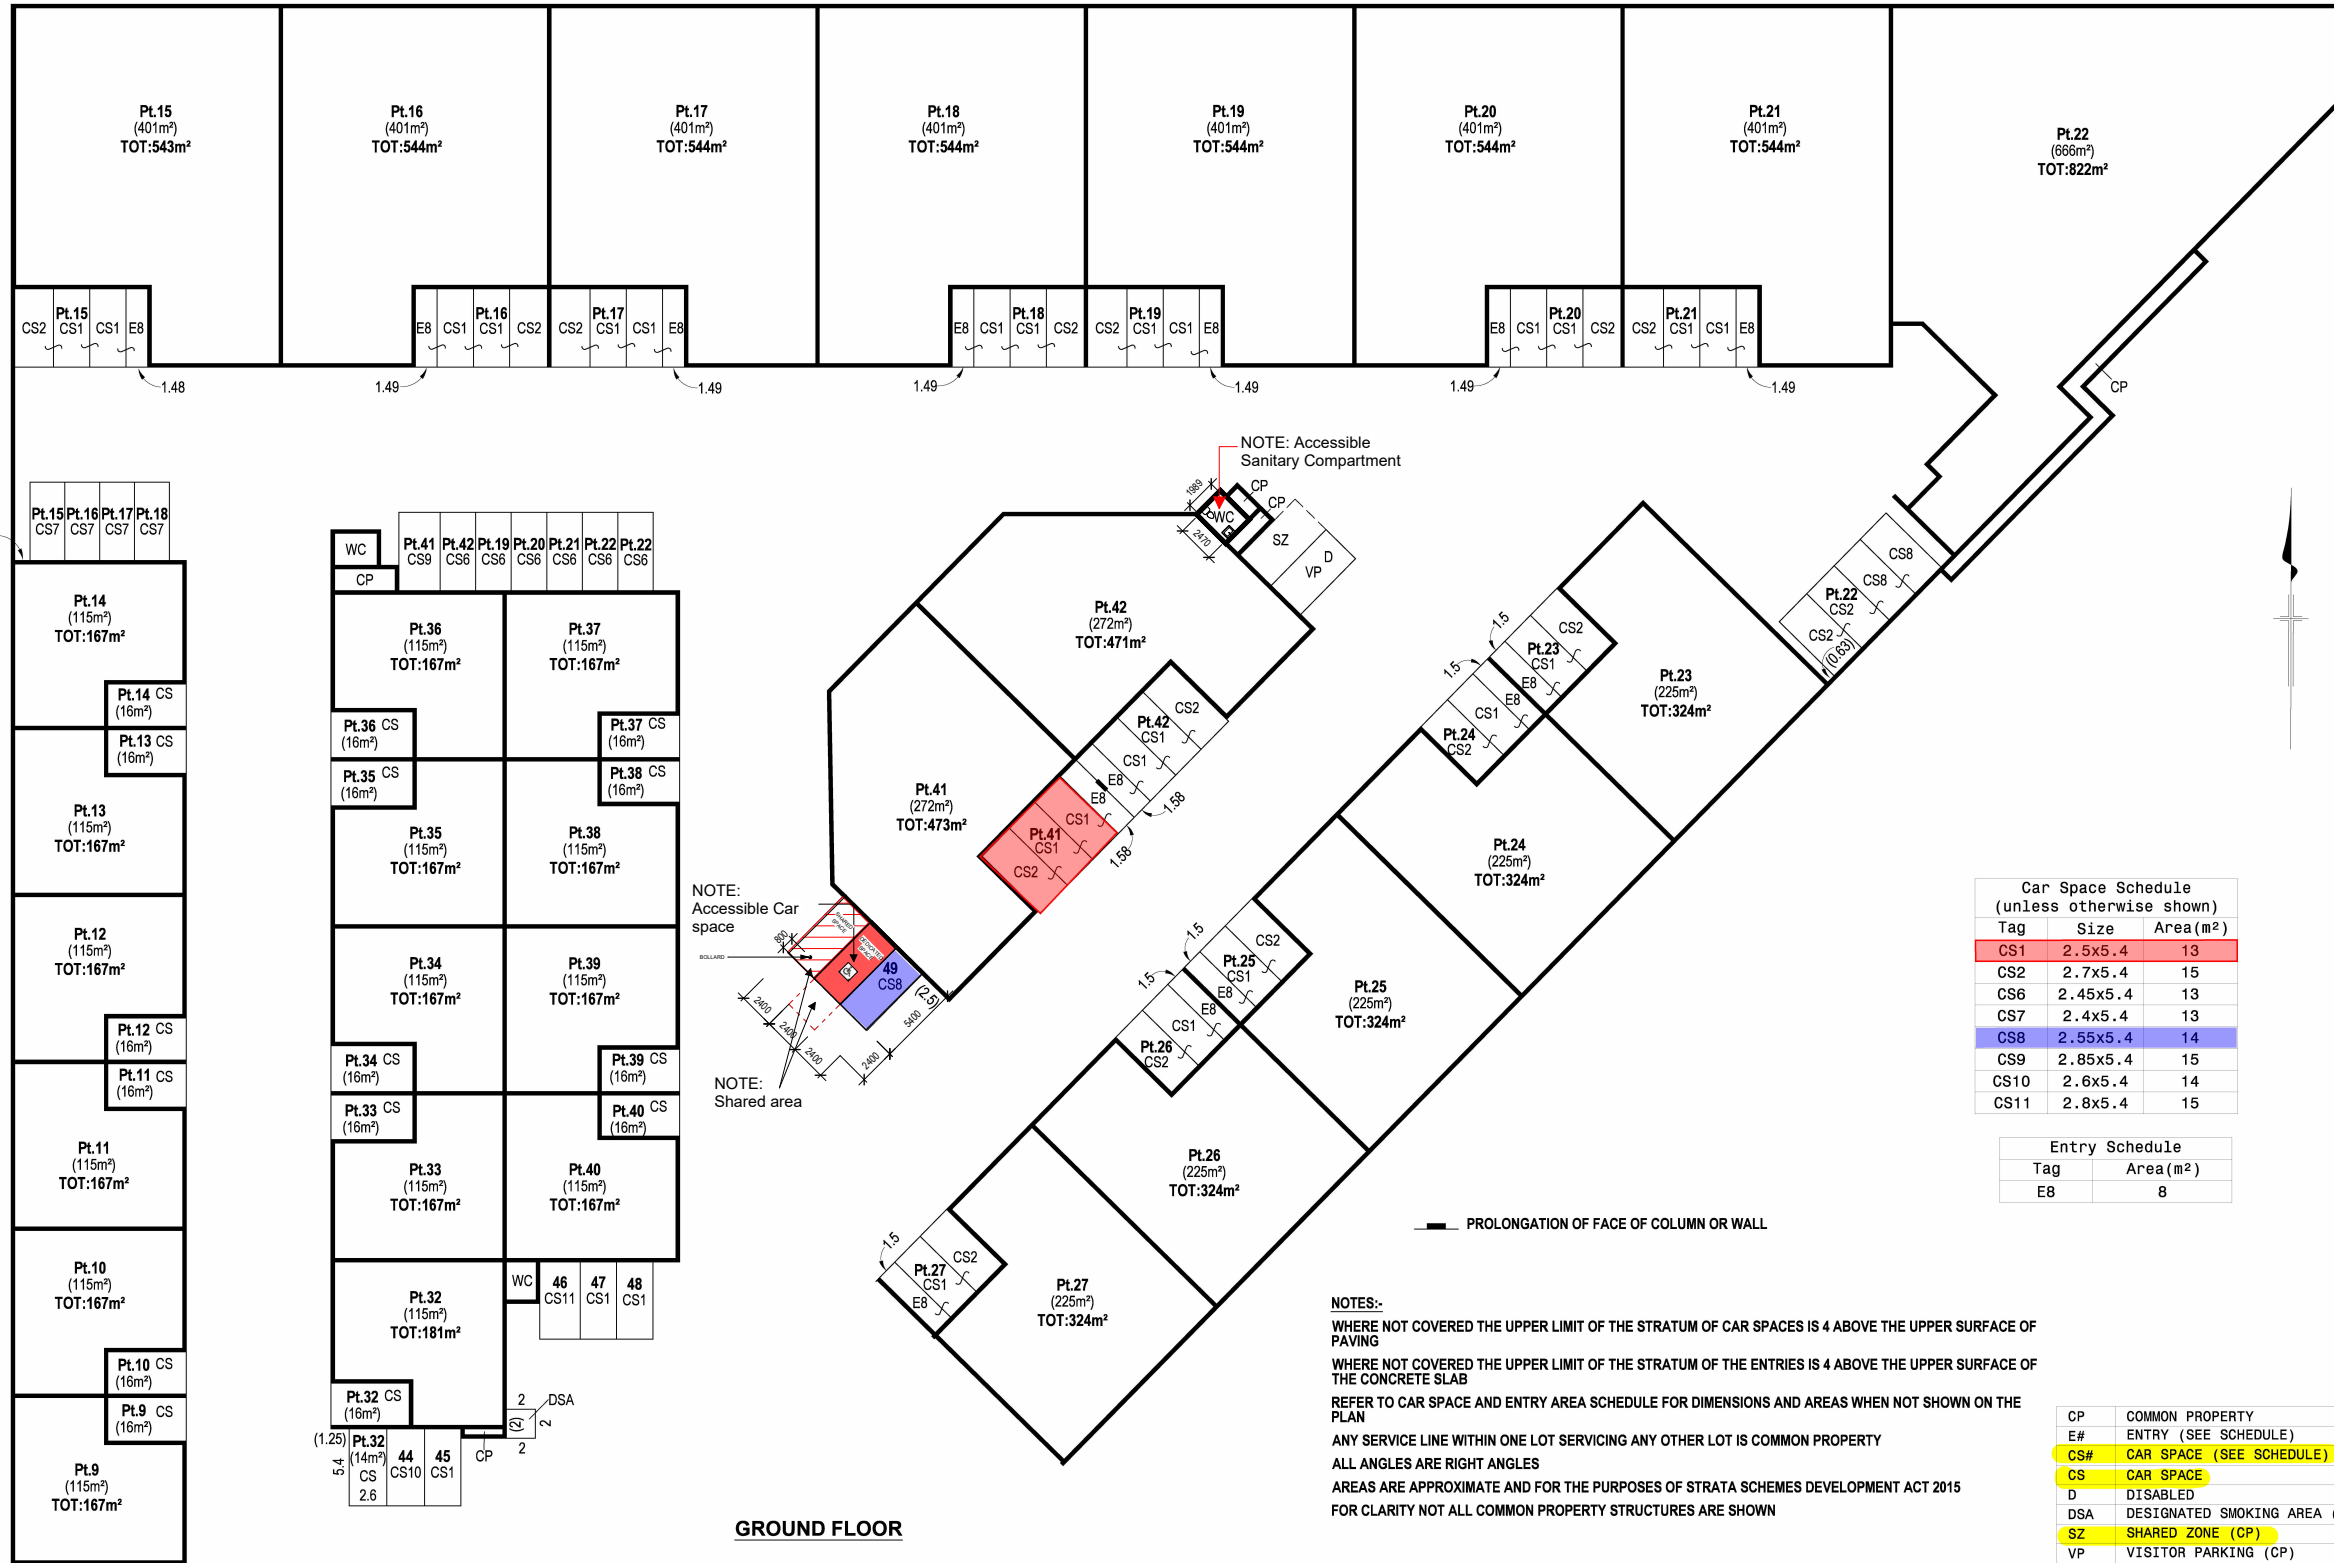 Pt.15
(401m²)
TOT:543m²
Pt.16
(401m²)
TOT:544m²
Pt.17
(401m²)
TOT:544m²
Pt.18
(401m²)
TOT:544m²
Pt.19
(401m²)
TOT:544m²
Pt.20
(401m²)
TOT:544m²
Pt.21
(401m²)
TOT:544m²
Pt.22
(666m²)
TOT:822m²
CS2
Pt.15
CS1
CS1
E8
E8
CS1
Pt.16
CS1
CS2
CS2
Pt.17
CS1
CS1
E8
E8
CS1
Pt.18
CS1
CS2
CS2
Pt.19
CS1
CS1
E8
E8
CS1
Pt.20
CS1
CS2
CS2
Pt.21
CS1
CS1
E8
1.48
1.49
1.49
1.49
1.49
1.49
1.49
CP
Pt.15
CS7
Pt.16
CS7
Pt.17
CS7
Pt.18
CS7
Pt.14
(115m²)
TOT:167m²
Pt.14 CS
(16m²)
Pt.13 CS
(16m²)
Pt.13
(115m²)
TOT:167m²
Pt.12
(115m²)
TOT:167m²
Pt.12 CS
(16m²)
Pt.11 CS
(16m²)
Pt.11
(115m²)
TOT:167m²
Pt.10
(115m²)
TOT:167m²
Pt.10 CS
(16m²)
Pt.9 CS
(16m²)
Pt.9
(115m²)
TOT:167m²
WC
CP
Pt.41
CS9
Pt.42
CS6
Pt.19
CS6
Pt.20
CS6
Pt.21
CS6
Pt.22
CS6
Pt.22
CS6
Pt.36
(115m²)
TOT:167m²
Pt.37
(115m²)
TOT:167m²
Pt.36 CS
(16m²)
Pt.37 CS
(16m²)
Pt.35 CS
(16m²)
Pt.38 CS
(16m²)
Pt.35
(115m²)
TOT:167m²
Pt.38
(115m²)
TOT:167m²
Pt.34
(115m²)
TOT:167m²
Pt.39
(115m²)
TOT:167m²
Pt.34 CS
(16m²)
Pt.39 CS
(16m²)
Pt.33 CS
(16m²)
Pt.40 CS
(16m²)
Pt.33
(115m²)
TOT:167m²
Pt.40
(115m²)
TOT:167m²
Pt.32
(115m²)
TOT:181m²
WC
46
CS11
47
CS1
48
CS1
Pt.32 CS
(16m²)
2
(2)
2
2
DSA
CP
(1.25)
5.4
Pt.32
(14m²)
CS
2.6
44
CS10
45
CS1
NOTE: Accessible
Sanitary Compartment
1989
2470
WC
CP
CP
SZ
D
VP
Pt.42
(272m²)
TOT:471m²
CS2
Pt.42
CS1
CS1
E8
1.58
Pt.41
(272m²)
TOT:473m²
E8
CS1
Pt.41
CS1
CS2
1.58
NOTE:
Accessible Car
space
800
SHARED
SPACE
DEDICATED
SPACE
BOLLARD
49
CS8
(2.5)
2400
2400
2400
2400
5400
NOTE:
Shared area
CS8
CS8
Pt.22
CS2
CS2
(0.63)
1.5
CS2
Pt.23
CS1
E8
1.5
E8
CS1
Pt.24
CS2
Pt.23
(225m²)
TOT:324m²
Pt.24
(225m²)
TOT:324m²
1.5
CS2
Pt.25
CS1
E8
1.5
E8
CS1
Pt.26
CS2
Pt.25
(225m²)
TOT:324m²
Pt.26
(225m²)
TOT:324m²
1.5
CS2
Pt.27
CS1
E8
Pt.27
(225m²)
TOT:324m²
Car Space Schedule
(unless otherwise shown)
Tag Size Area(m²)
CS1 2.5x5.4 13
CS2 2.7x5.4 15
CS6 2.45x5.4 13
CS7 2.4x5.4 13
CS8 2.55x5.4 14
CS9 2.85x5.4 15
CS10 2.6x5.4 14
CS11 2.8x5.4 15
Entry Schedule
Tag Area(m²)
E8 8
PROLONGATION OF FACE OF COLUMN OR WALL
NOTES:-
WHERE NOT COVERED THE UPPER LIMIT OF THE STRATUM OF CAR SPACES IS 4 ABOVE THE UPPER SURFACE OF
PAVING
WHERE NOT COVERED THE UPPER LIMIT OF THE STRATUM OF THE ENTRIES IS 4 ABOVE THE UPPER SURFACE OF
THE CONCRETE SLAB
REFER TO CAR SPACE AND ENTRY AREA SCHEDULE FOR DIMENSIONS AND AREAS WHEN NOT SHOWN ON THE
PLAN
ANY SERVICE LINE WITHIN ONE LOT SERVICING ANY OTHER LOT IS COMMON PROPERTY
ALL ANGLES ARE RIGHT ANGLES
AREAS ARE APPROXIMATE AND FOR THE PURPOSES OF STRATA SCHEMES DEVELOPMENT ACT 2015
FOR CLARITY NOT ALL COMMON PROPERTY STRUCTURES ARE SHOWN
GROUND FLOOR
CP COMMON PROPERTY
E# ENTRY (SEE SCHEDULE)
CS# CAR SPACE (SEE SCHEDULE)
CS CAR SPACE
D DISABLED
DSA DESIGNATED SMOKING AREA (
SZ SHARED ZONE (CP)
VP VISITOR PARKING (CP)